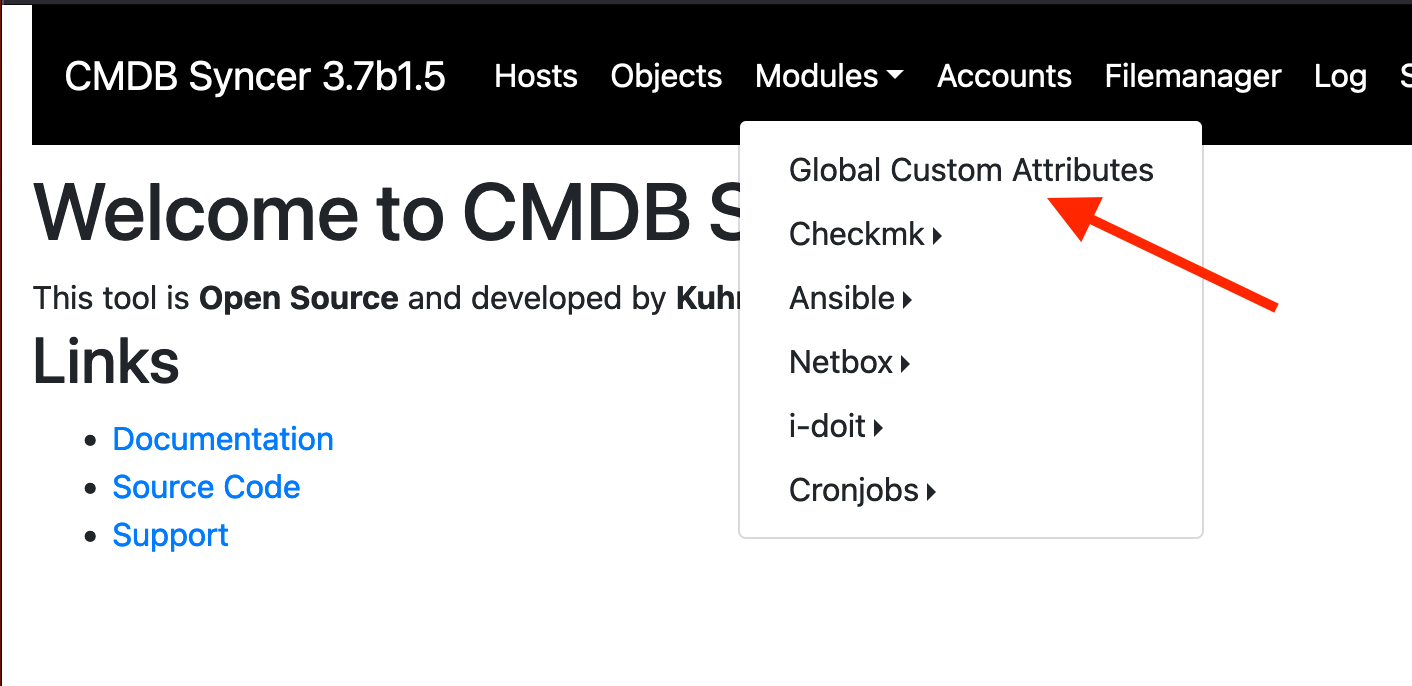 CMDB Syncer 3.7b1.5 Hosts Objects Modules Accounts Filemanager Log
Global Custom Attributes
Checkmk
Ansible
Netbox
i-doit
Cronjobs
Welcome to CMDB
This tool is Open Source and developed by
Links
Documentation
Source Code
Support